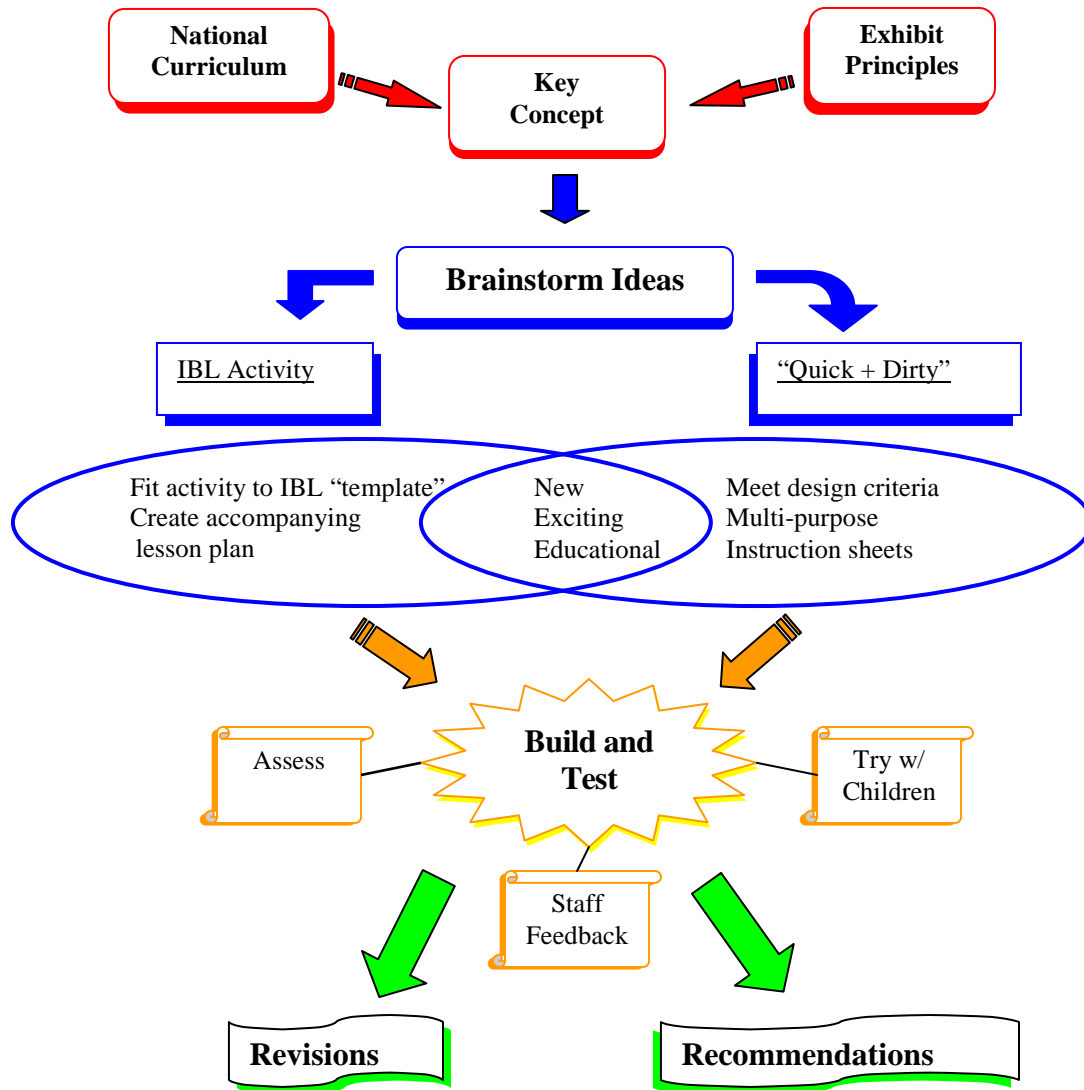 National
Curriculum
Exhibit
Principles
Key
Concept
Brainstorm Ideas
IBL Activity
“Quick + Dirty”
Fit activity to IBL “template”
Create accompanying
lesson plan
New
Exciting
Educational
Meet design criteria
Multi-purpose
Instruction sheets
Build and
Test
Assess
Try w/
Children
Staff
Feedback
Revisions
Recommendations